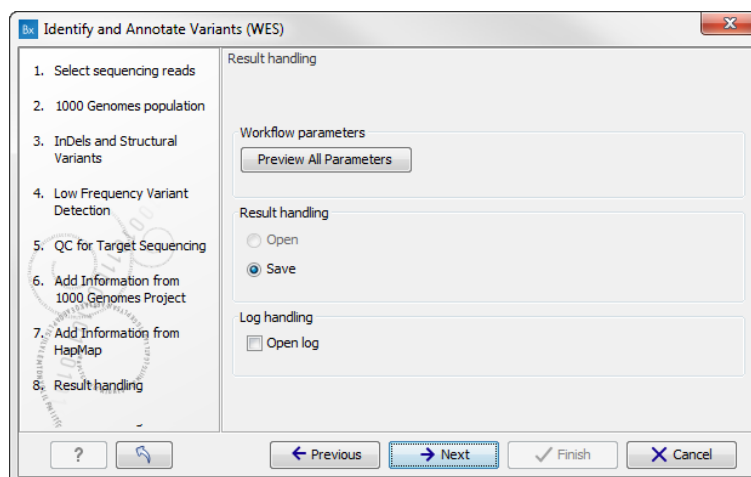 Bx Identify and Annotate Variants (WES)
X
1. Select sequencing reads
2. 1000 Genomes population
3. InDels and Structural
Variants
4. Low Frequency Variant
Detection
5. QC for Target Sequencing
6. Add Information from
1000 Genomes Project
7. Add Information from
HapMap
8. Result handling
Result handling
Workflow parameters
Preview All Parameters
Result handling
Open
Save
Log handling
Open log
?
Previous
Next
Finish
Cancel